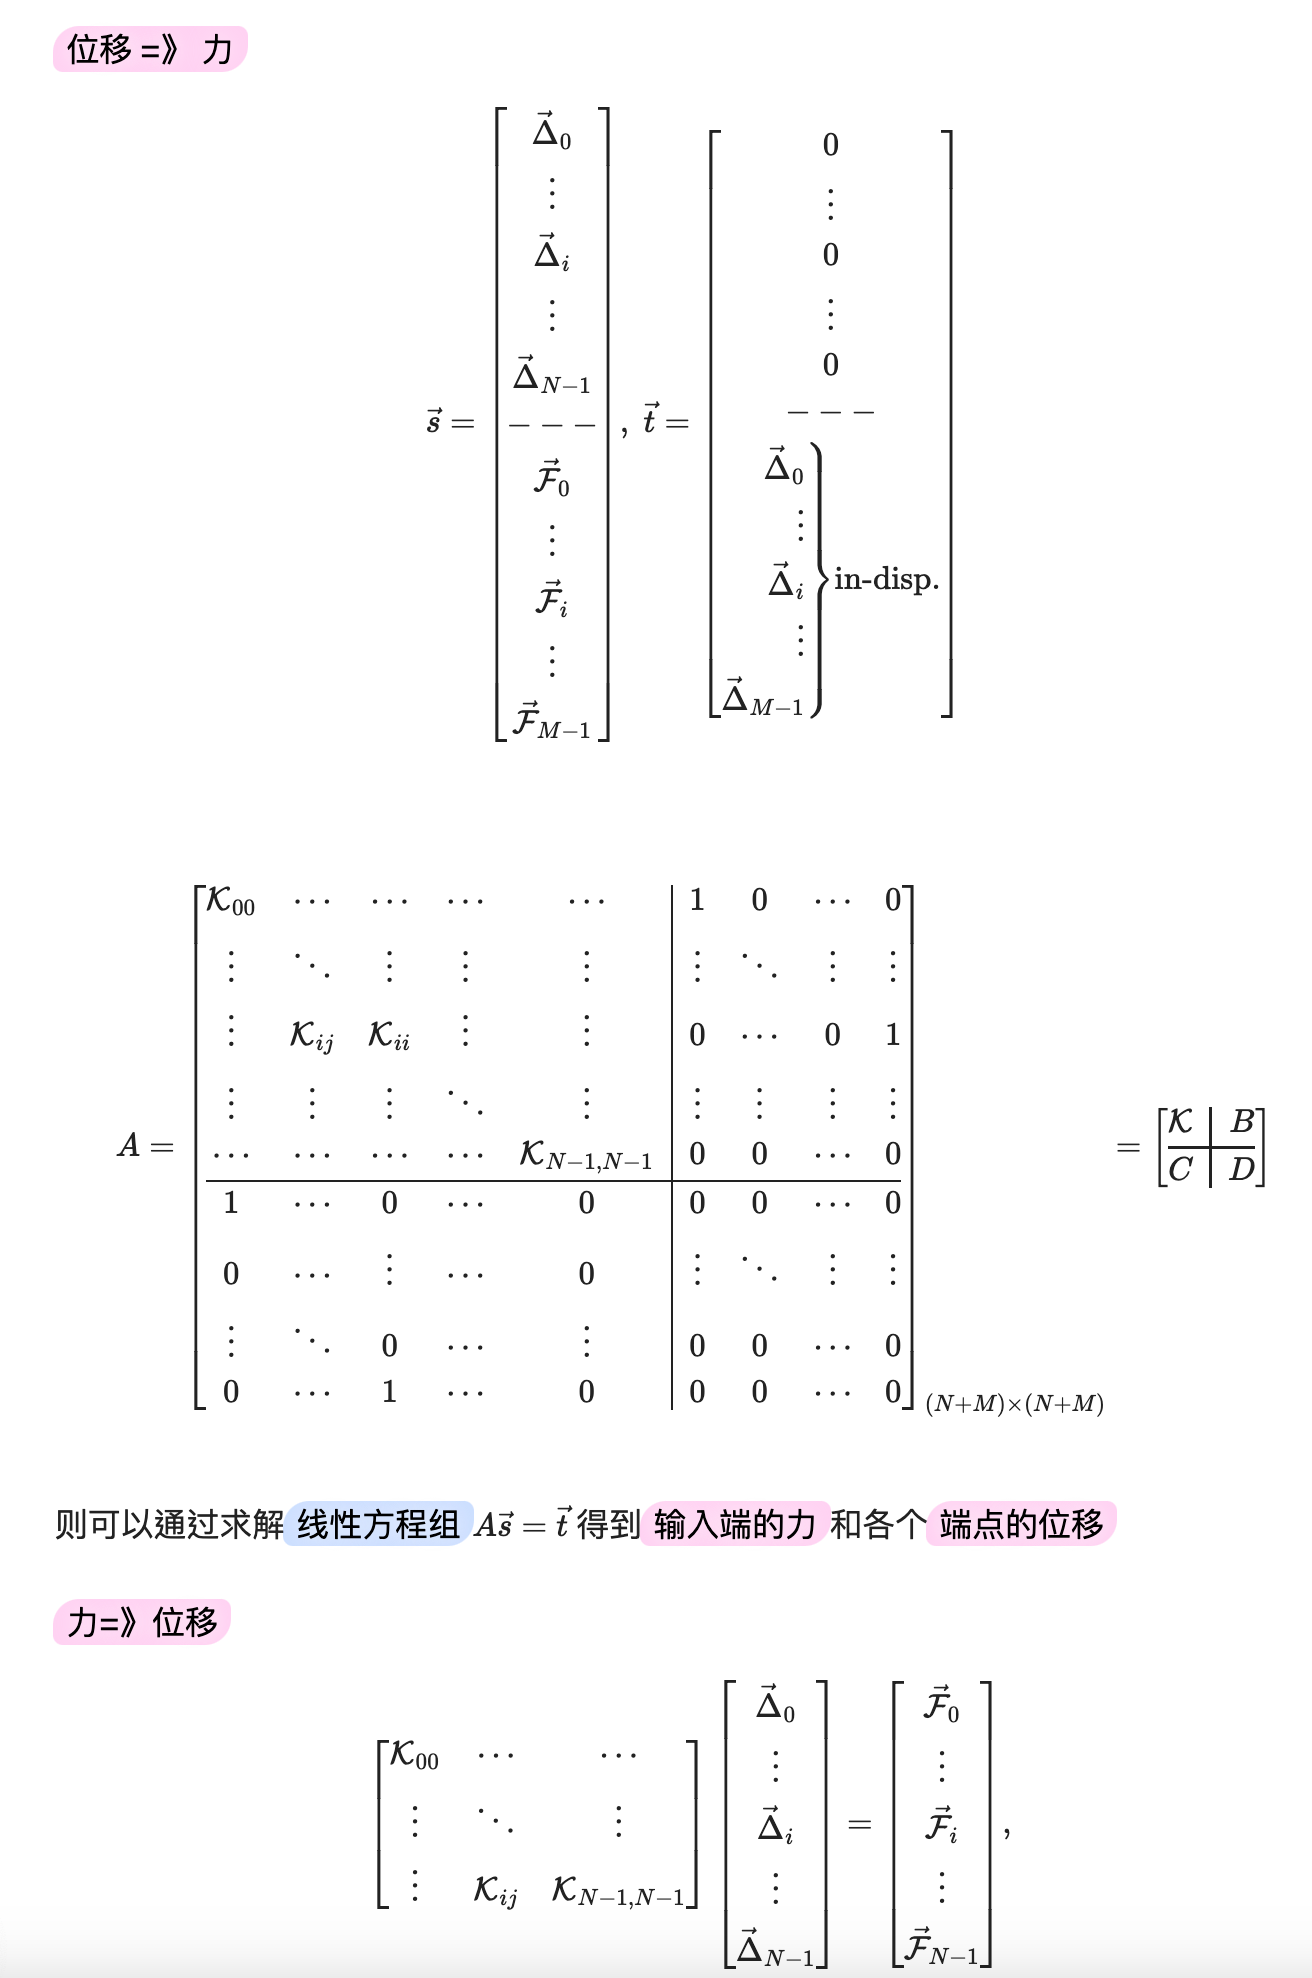 位移 =》 力
$$\vec{s} = \begin{bmatrix} \vec{\Delta}_0 \\ \vdots \\ \vec{\Delta}_i \\ \vdots \\ \vec{\Delta}_{N-1} \\ --- \\ \vec{\mathcal{F}}_0 \\ \vdots \\ \vec{\mathcal{F}}_i \\ \vdots \\ \vec{\mathcal{F}}_{M-1} \end{bmatrix}, \ \vec{t} = \begin{bmatrix} 0 \\ \vdots \\ 0 \\ \vdots \\ 0 \\ --- \\ \left. \begin{array}{r} \vec{\Delta}_0 \\ \vdots \\ \vec{\Delta}_i \\ \vdots \\ \vec{\Delta}_{M-1} \end{array} \right\} \text{in-disp.} \end{bmatrix}$$
$$A = \left[ \begin{array}{ccccc|cccc} \mathcal{K}_{00} & \cdots & \cdots & \cdots & \cdots & 1 & 0 & \cdots & 0 \\ \vdots & \ddots & \vdots & \vdots & \vdots & \vdots & \ddots & \vdots & \vdots \\ \vdots & \mathcal{K}_{ij} & \mathcal{K}_{ii} & \vdots & \vdots & 0 & \cdots & 0 & 1 \\ \vdots & \vdots & \vdots & \ddots & \vdots & \vdots & \vdots & \vdots & \vdots \\ \cdots & \cdots & \cdots & \cdots & \mathcal{K}_{N-1,N-1} & 0 & 0 & \cdots & 0 \\ \hline 1 & \cdots & 0 & \cdots & 0 & 0 & 0 & \cdots & 0 \\ 0 & \cdots & \vdots & \cdots & 0 & \vdots & \ddots & \vdots & \vdots \\ \vdots & \ddots & 0 & \cdots & \vdots & 0 & 0 & \cdots & 0 \\ 0 & \cdots & 1 & \cdots & 0 & 0 & 0 & \cdots & 0 \end{array} \right]_{(N+M)\times(N+M)} = \left[ \begin{array}{c|c} \mathcal{K} & B \\ \hline C & D \end{array} \right]$$
则可以通过求解 线性方程组 $A\vec{s} = \vec{t}$ 得到 输入端的力 和各个 端点的位移
力=》位移
$$\begin{bmatrix} \mathcal{K}_{00} & \cdots & \cdots \\ \vdots & \ddots & \vdots \\ \vdots & \mathcal{K}_{ij} & \mathcal{K}_{N-1,N-1} \end{bmatrix} \begin{bmatrix} \vec{\Delta}_0 \\ \vdots \\ \vec{\Delta}_i \\ \vdots \\ \vec{\Delta}_{N-1} \end{bmatrix} = \begin{bmatrix} \vec{\mathcal{F}}_0 \\ \vdots \\ \vec{\mathcal{F}}_i \\ \vdots \\ \vec{\mathcal{F}}_{N-1} \end{bmatrix},$$